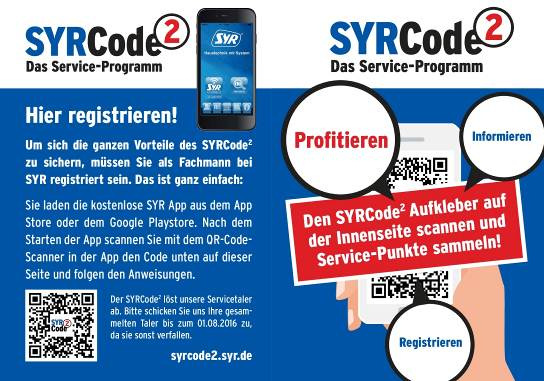 SYRCode²
Das Service-Programm
SYR
Haustechnik mit System
Hier registrieren!
Um sich die ganzen Vorteile des SYRCode²
zu sichern, müssen Sie als Fachmann bei
SYR registriert sein. Das ist ganz einfach:
Sie laden die kostenlose SYR App aus dem App
Store oder dem Google Playstore. Nach dem
Starten der App scannen Sie mit dem QR-Code-
Scanner in der App den Code unten auf dieser
Seite und folgen den Anweisungen.
SYR2
Code
Der SYRCode² löst unsere Servicetaler
ab. Bitte schicken Sie uns Ihre gesam-
melten Taler bis zum 01.08.2016 zu,
da sie sonst verfallen.
syrcode2.syr.de
SYRCode²
Das Service-Programm
Profitieren
Informieren
Den SYRCode² Aufkleber auf
der Innenseite scannen und
Service-Punkte sammeln!
Registrieren